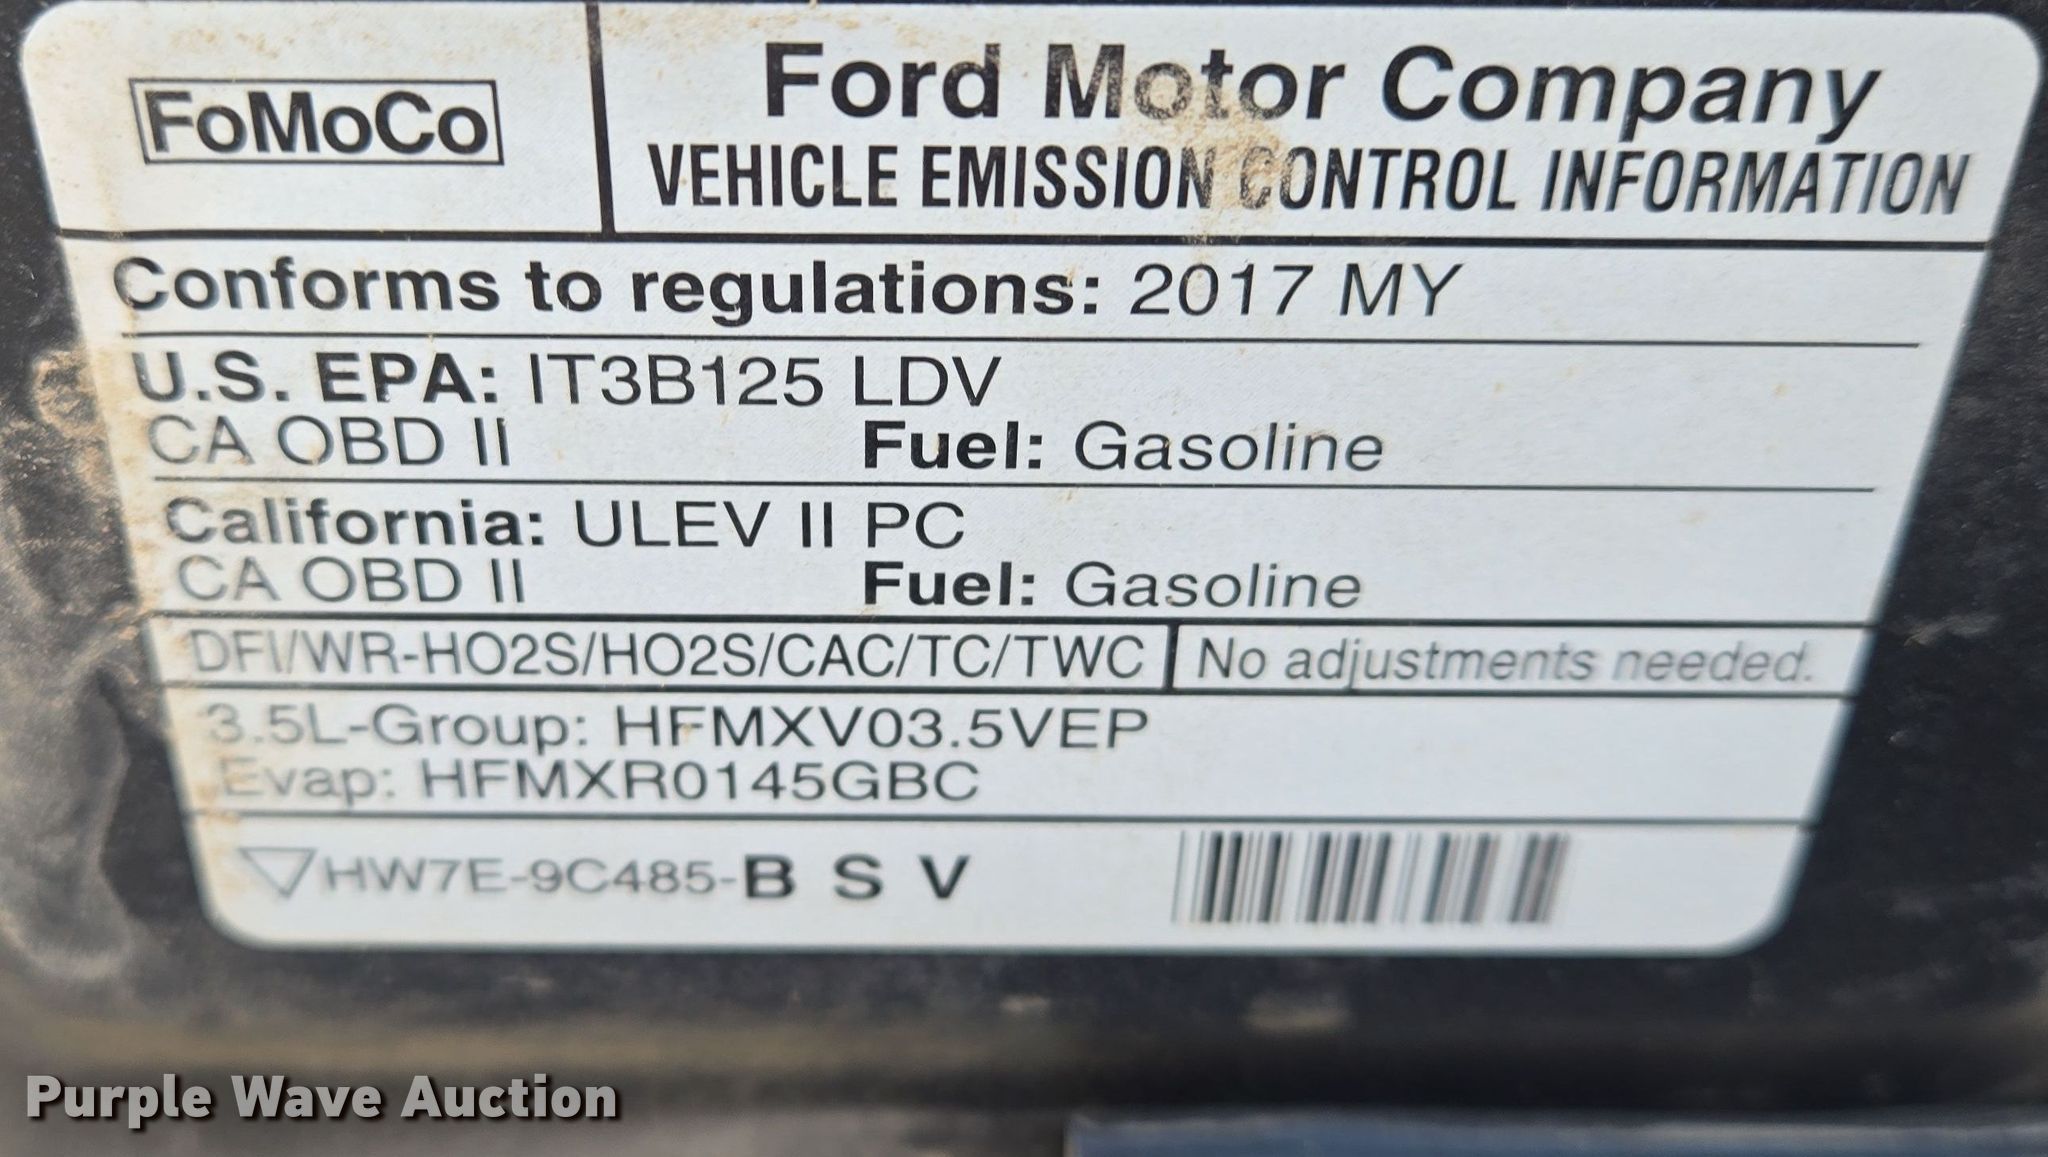 FoMoCo
Ford Motor Company
VEHICLE EMISSION CONTROL INFORMATION
Conforms to regulations: 2017 MY
U.S. EPA: IT3B125 LDV
CA OBD II Fuel: Gasoline
California: ULEV II PC
CA OBD II Fuel: Gasoline
DFI/WR-HO2S/HO2S/CAC/TC/TWC No adjustments needed.
3.5L-Group: HFMXV03.5VEP
Evap: HFMXR0145GBC
HW7E-9C485-B S V
Purple Wave Auction